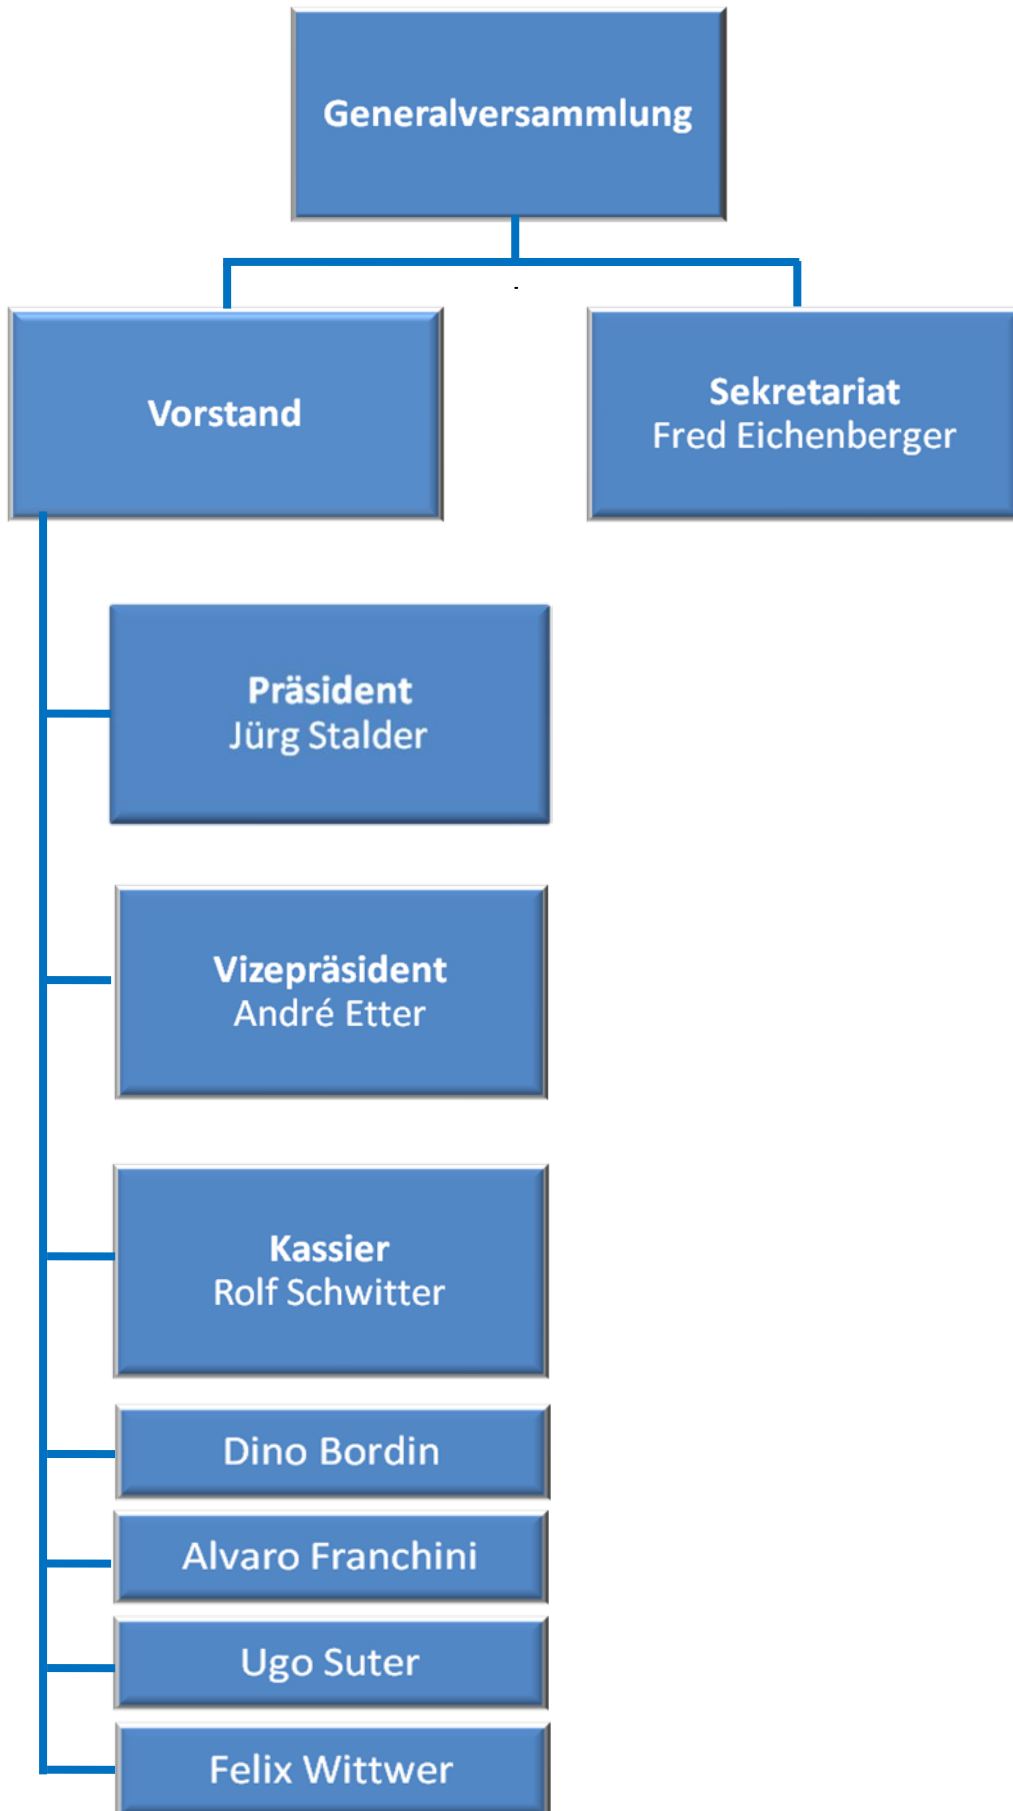 Generalversammlung
Vorstand
Sekretariat
Fred Eichenberger
Präsident
Jürg Stalder
Vizepräsident
André Etter
Kassier
Rolf Schwitter
Dino Bordin
Alvaro Franchini
Ugo Suter
Felix Wittwer